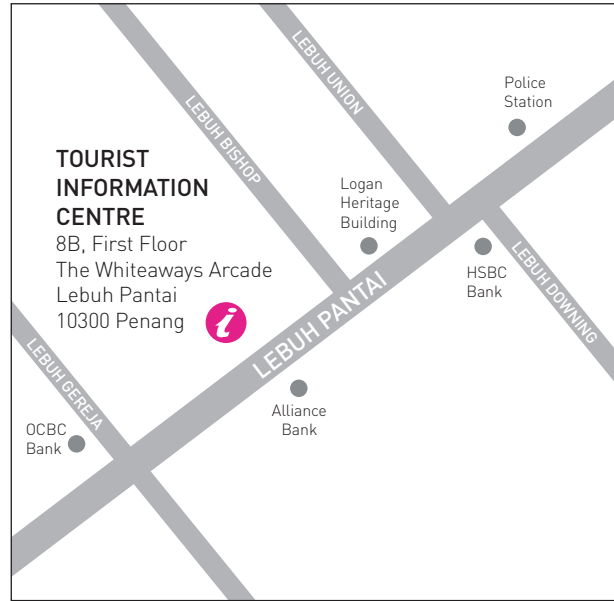 LEBUH UNION
Police
Station
LEBUH BISHOP
TOURIST
INFORMATION
CENTRE
8B, First Floor
The Whiteaways Arcade
Lebuh Pantai
10300 Penang
i
Logan
Heritage
Building
HSBC
Bank
LEBUH DOWNING
LEBUH PANTAI
LEBUH GEREJA
Alliance
Bank
OCBC
Bank